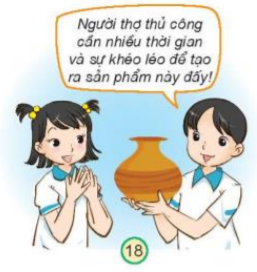 Người thợ thủ công
cần nhiều thời gian
và sự khéo léo để tạo
ra sản phẩm này đấy!
18